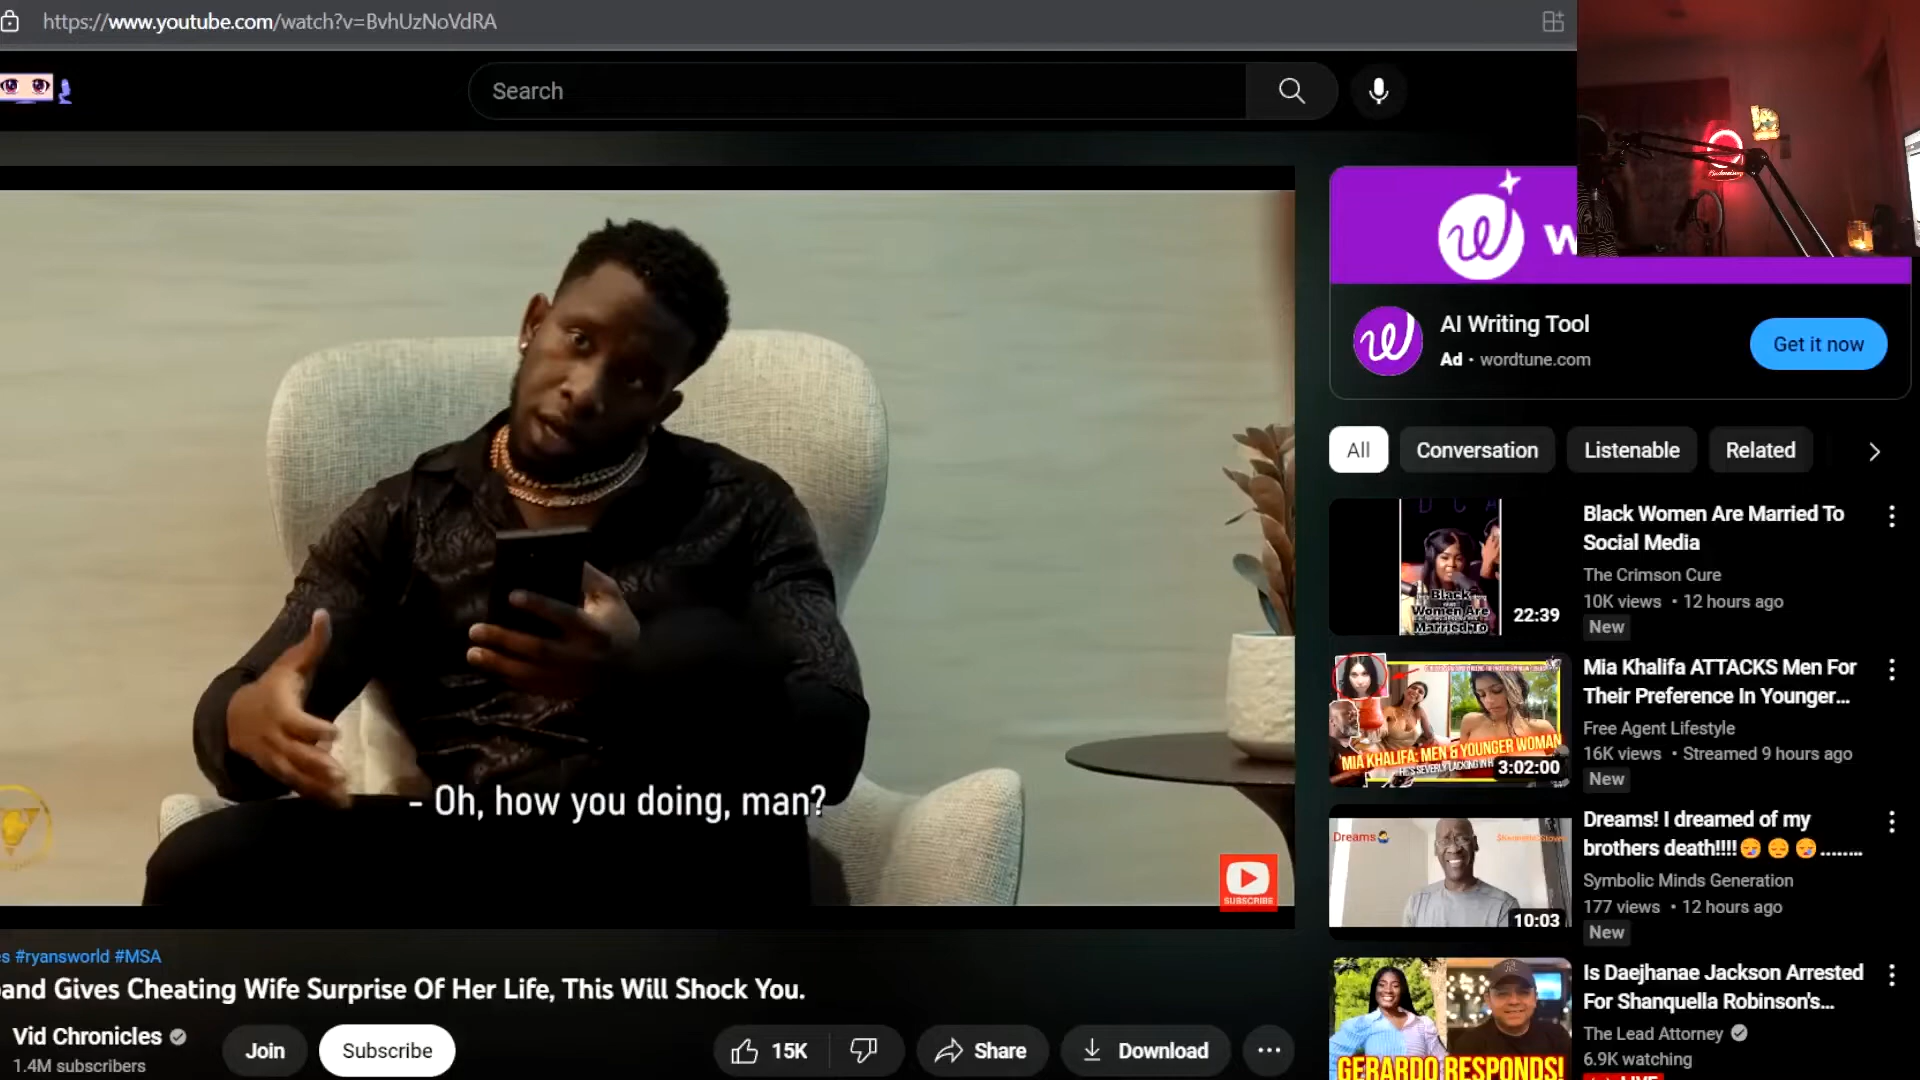 https://www.youtube.com/watch?v=BvhUzNoVdRA
Search
- Oh, how you doing, man?
SUBSCRIBE
#ryansworld #MSA
and Gives Cheating Wife Surprise Of Her Life, This Will Shock You.
Vid Chronicles
1.4M subscribers
Join
Subscribe
15K
Share
Download
AI Writing Tool
Ad · wordtune.com
Get it now
All
Conversation
Listenable
Related
Black
Women Are
Married To
22:39
Black Women Are Married To
Social Media
The Crimson Cure
10K views • 12 hours ago
New
MIA KHALIFA: MEN & YOUNGER WOMAN
3:02:00
Mia Khalifa ATTACKS Men For
Their Preference In Younger...
Free Agent Lifestyle
16K views • Streamed 9 hours ago
New
Dreams
10:03
Dreams! I dreamed of my
brothers death!!!!😪 😔 😪........
Symbolic Minds Generation
177 views • 12 hours ago
New
GERARDO RESPONDS!
Is Daejhanae Jackson Arrested
For Shanquella Robinson's...
The Lead Attorney
6.9K watching
LIVE